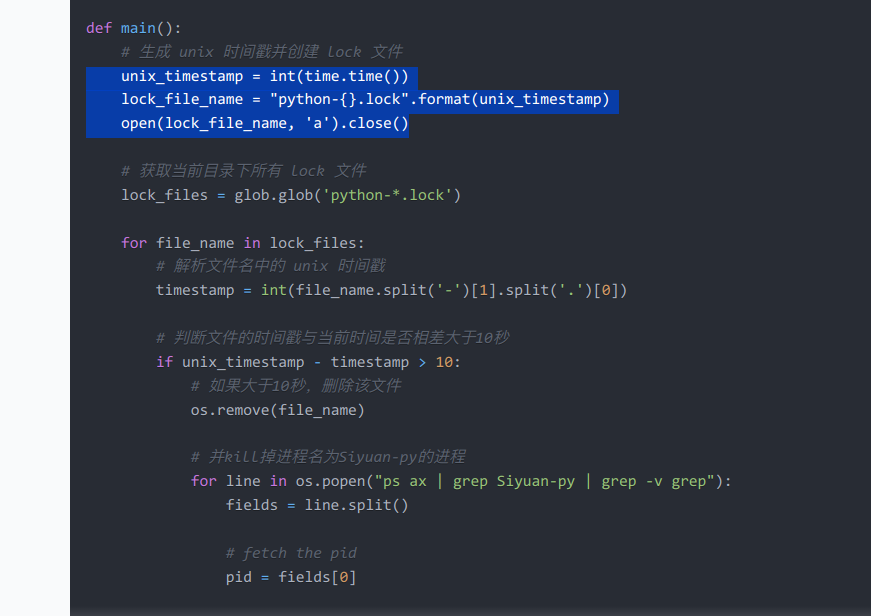 def main():
# 生成 unix 时间戳并创建 lock 文件
unix_timestamp = int(time.time())
lock_file_name = "python-{}.lock".format(unix_timestamp)
open(lock_file_name, 'a').close()
# 获取当前目录下所有 lock 文件
lock_files = glob.glob('python-*.lock')
for file_name in lock_files:
# 解析文件名中的 unix 时间戳
timestamp = int(file_name.split('-')[1].split('.')[0])
# 判断文件的时间戳与当前时间是否相差大于10秒
if unix_timestamp - timestamp > 10:
# 如果大于10秒，删除该文件
os.remove(file_name)
# 并kill掉进程名为Siyuan-py的进程
for line in os.popen("ps ax | grep Siyuan-py | grep -v grep"):
fields = line.split()
# fetch the pid
pid = fields[0]